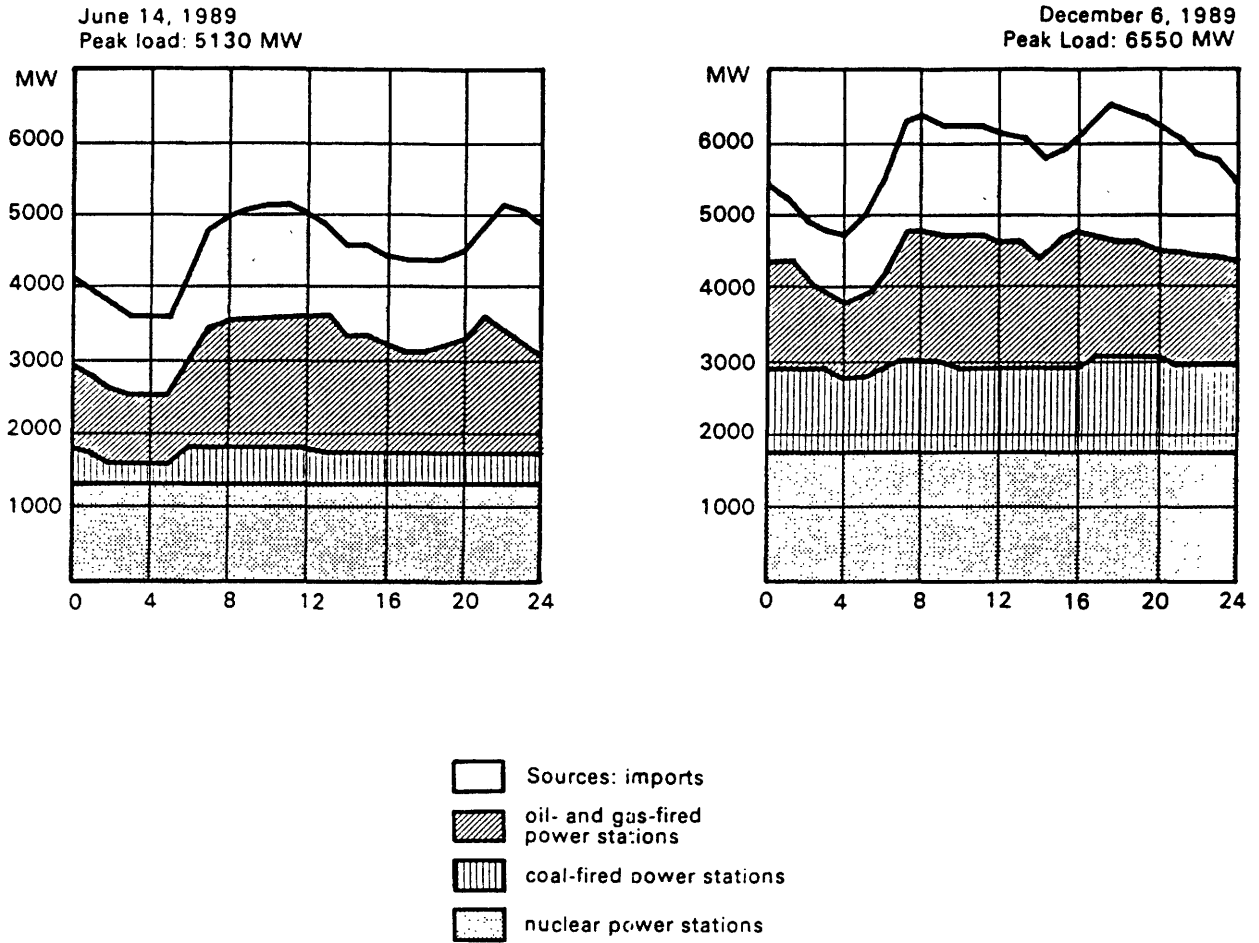 June 14, 1989
Peak load: 5130 MW
MW
6000
5000
4000
3000
2000
1000
0 4 8 12 16 20 24
December 6, 1989
Peak Load: 6550 MW
MW
6000
5000
4000
3000
2000
1000
0 4 8 12 16 20 24
Sources: imports
oil- and gas-fired
power stations
coal-fired power stations
nuclear power stations